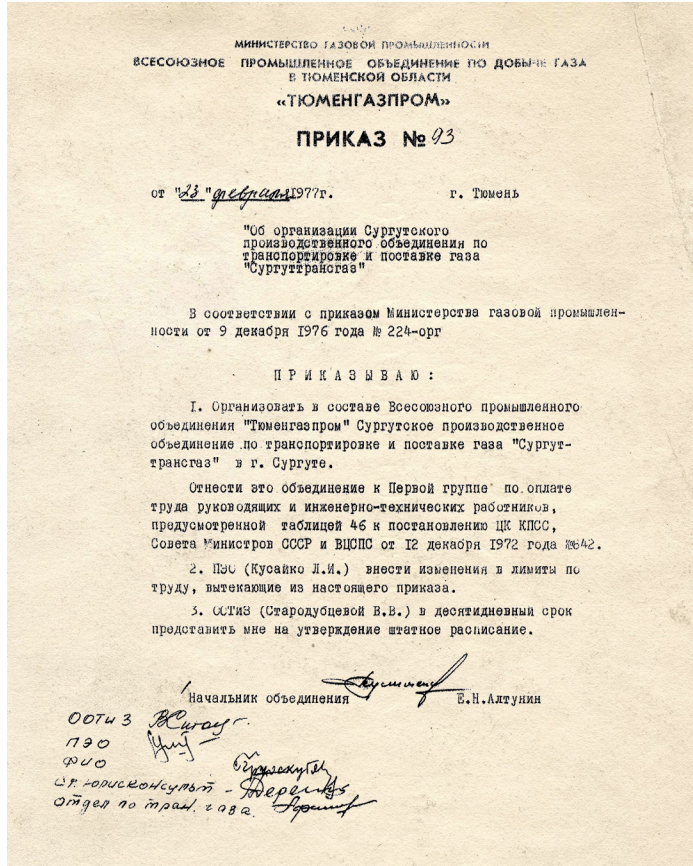 МИНИСТЕРСТВО ГАЗОВОЙ ПРОМЫШЛЕННОСТИ
ВСЕСОЮЗНОЕ ПРОМЫШЛЕННОЕ ОБЪЕДИНЕНИЕ ПО ДОБЫЧЕ ГАЗА
В ТЮМЕНСКОЙ ОБЛАСТИ
«ТЮМЕНГАЗПРОМ»
ПРИКАЗ № 93
от "23" февраля 1977г. г. Тюмень
"Об организации Сургутского
производственного объединения по
транспортировке и поставке газа
"Сургуттрансгаз"
В соответствии с приказом Министерства газовой промышлен-
ности от 9 декабря 1976 года № 224-орг
ПРИКАЗЫВАЮ:
1. Организовать в составе Всесоюзного промышленного
объединения "Тюменгазпром" Сургутское производственное
объединение по транспортировке и поставке газа "Сургут-
трансгаз" в г. Сургуте.
Отнести это объединение к Первой группе по оплате
труда руководящих и инженерно-технических работников,
предусмотренной таблицей 46 к постановлению ЦК КПСС,
Совета Министров СССР и ВЦСПС от 12 декабря 1972 года №842.
2. ПЭО (Кусайко Л.И.) внести изменения в лимиты по
труду, вытекающие из настоящего приказа.
3. ООТиЗ (Стародубцевой В.В.) в десятидневный срок
представить мне на утверждение штатное расписание.
Начальник объединения Е.Н.Алтунин
ООТиЗ
ПЭО
ФИО
Ст. юрисконсульт -
отдел по тран. газа.